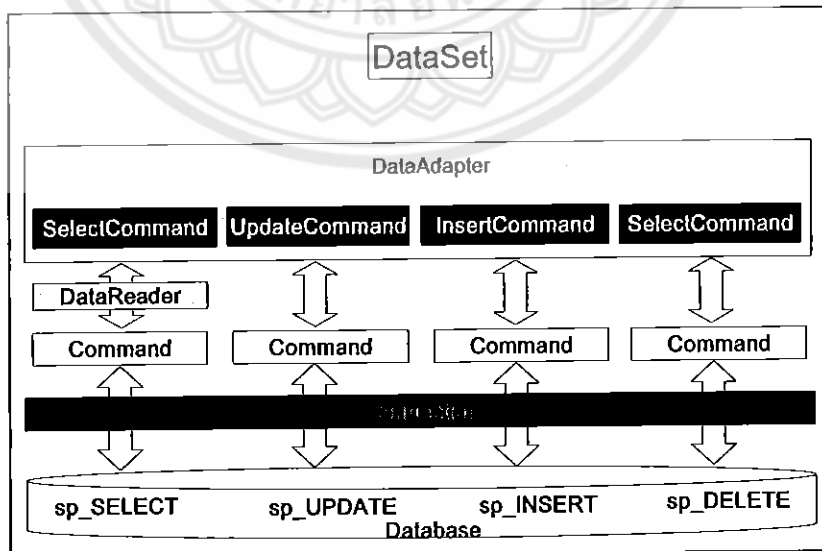 DataSet
DataAdapter
SelectCommand UpdateCommand InsertCommand SelectCommand
DataReader
Command Command Command Command
sp_SELECT sp_UPDATE sp_INSERT sp_DELETE
Database